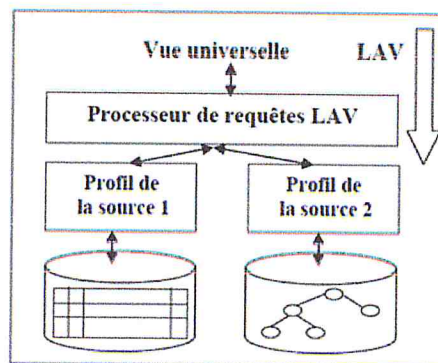 Vue universelle
LAV
Processeur de requêtes LAV
Profil de
la source 1
Profil de
la source 2